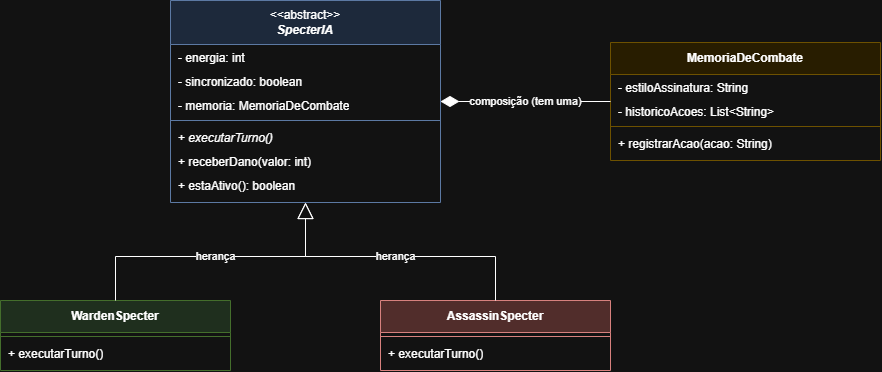 <<abstract>>
SpecterIA
- energia: int
- sincronizado: boolean
- memoria: MemoriaDeCombate
+ executarTurno()
+ receberDano(valor: int)
+ estaAtivo(): boolean
composição (tem uma)
MemoriaDeCombate
- estiloAssinatura: String
- historicoAcoes: List<String>
+ registrarAcao(acao: String)
herança
herança
WardenSpecter
+ executarTurno()
AssassinSpecter
+ executarTurno()